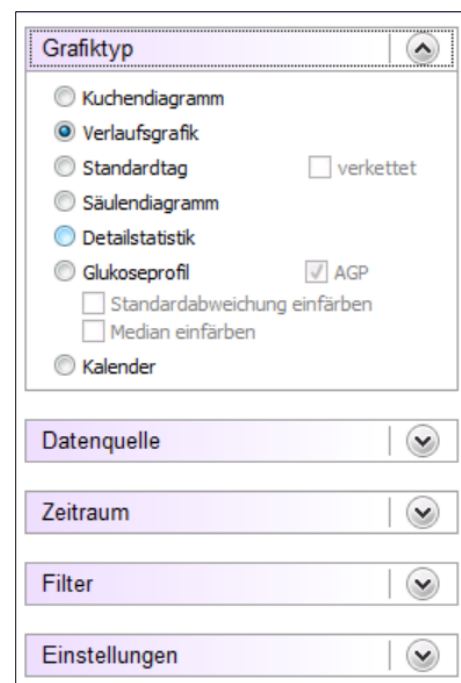 Grafiktyp
Kuchendiagramm
Verlaufsgrafik
Standardtag verkettet
Säulendiagramm
Detailstatistik
Glukoseprofil AGP
Standardabweichung einfärben
Median einfärben
Kalender
Datenquelle
Zeitraum
Filter
Einstellungen